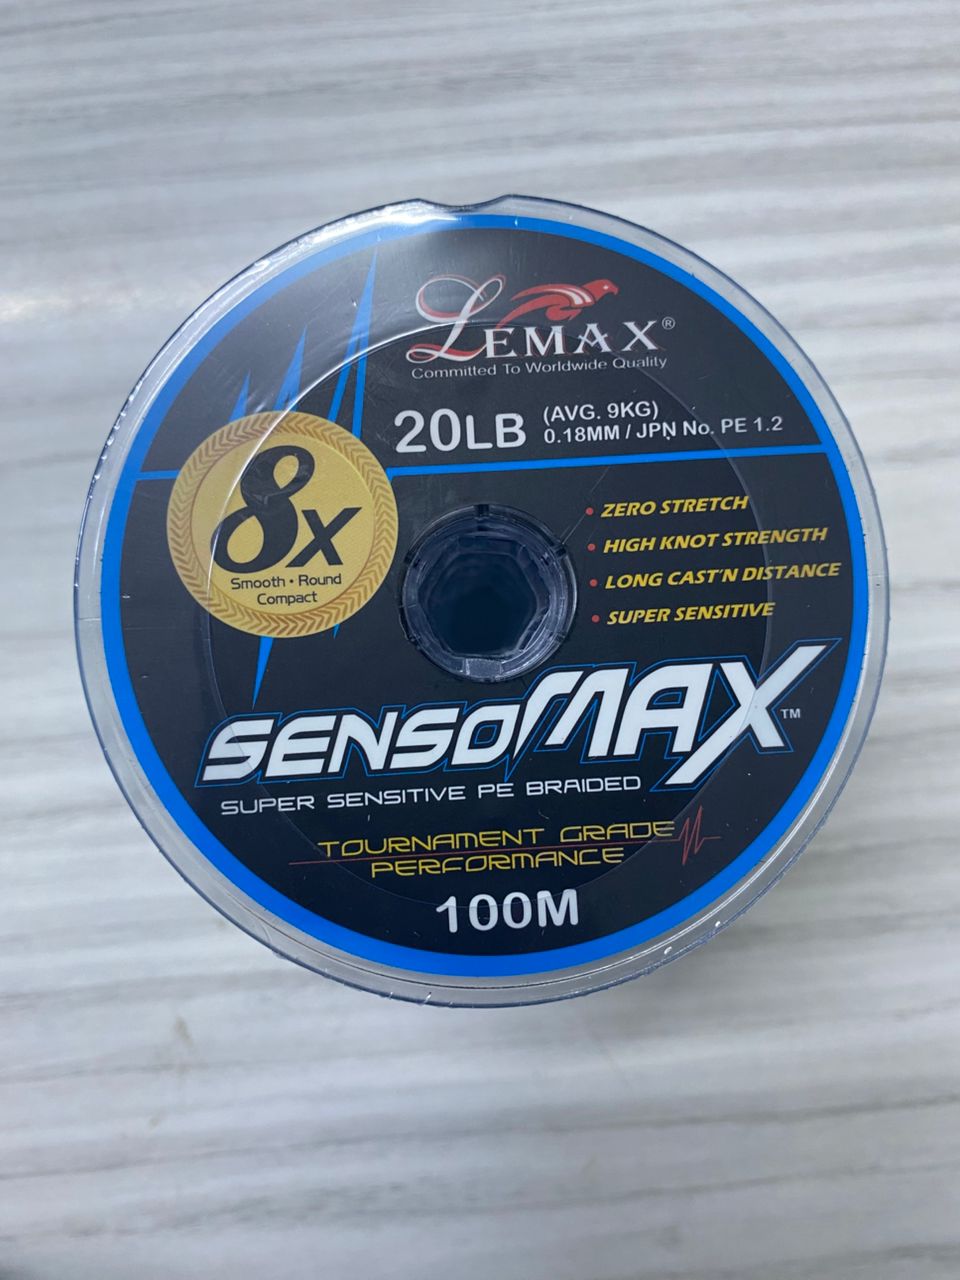 LEMAX®
Committed To Worldwide Quality
20LB (AVG. 9KG)
0.18MM / JPN No. PE 1.2
8x
Smooth • Round
Compact
• ZERO STRETCH
• HIGH KNOT STRENGTH
• LONG CAST'N DISTANCE
• SUPER SENSITIVE
SENSOMAX™
SUPER SENSITIVE PE BRAIDED
TOURNAMENT GRADE
PERFORMANCE
100M